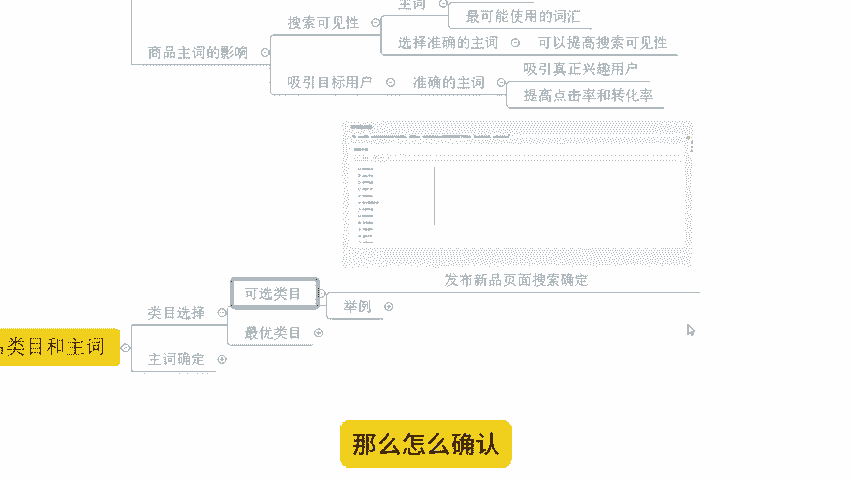 主词
最可能使用的词汇
搜索可见性
选择准确的主词
可以提高搜索可见性
商品主词的影响
吸引真正兴趣用户
吸引目标用户
准确的主词
提高点击率和转化率
发布新品页面搜索确定
可选类目
举例
类目选择
最优类目
类目和主词
主词确定
那么怎么确认